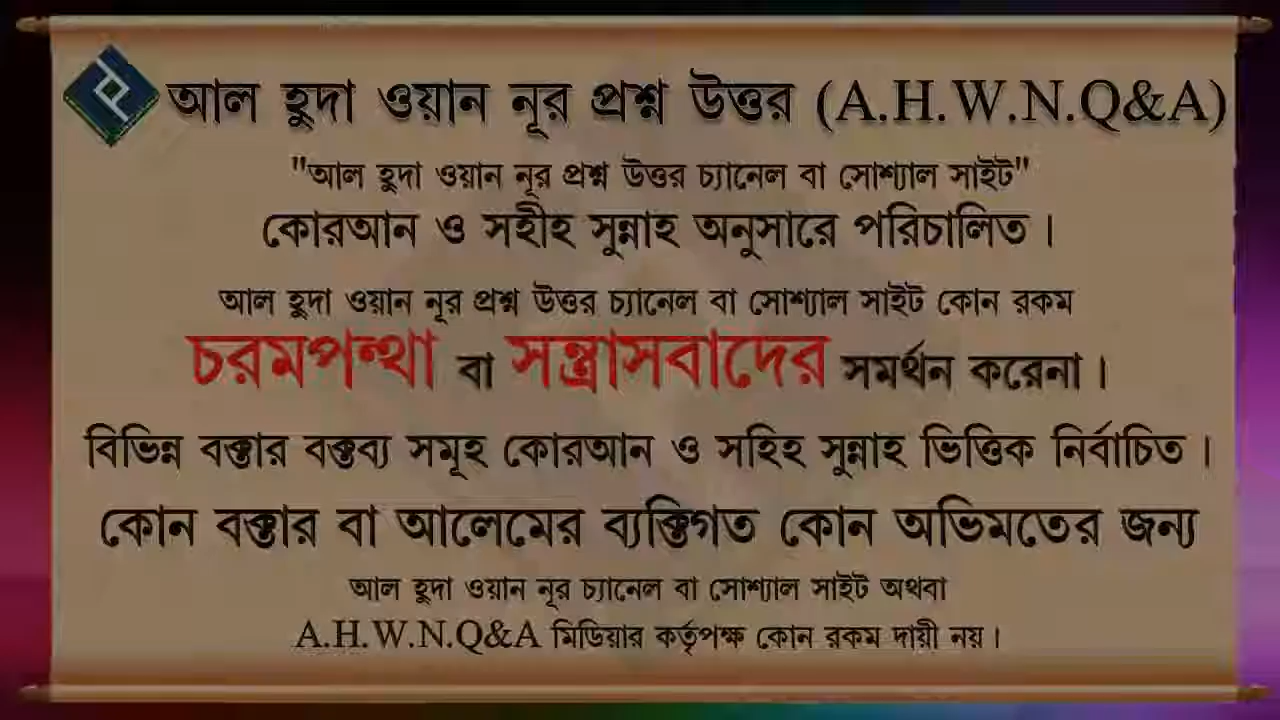 আল হুদা ওয়ান নূর প্রশ্ন উত্তর (A.H.W.N.Q&A)
"আল হুদা ওয়ান নূর প্রশ্ন উত্তর চ্যানেল বা সোশ্যাল সাইট"
কোরআন ও সহীহ সুন্নাহ অনুসারে পরিচালিত।
আল হুদা ওয়ান নূর প্রশ্ন উত্তর চ্যানেল বা সোশ্যাল সাইট কোন রকম
চরমপন্থা বা সন্ত্রাসবাদের সমর্থন করেনা।
বিভিন্ন বক্তার বক্তব্য সমূহ কোরআন ও সহিহ সুন্নাহ ভিত্তিক নির্বাচিত।
কোন বক্তার বা আলেমের ব্যক্তিগত কোন অভিমতের জন্য
আল হুদা ওয়ান নূর চ্যানেল বা সোশ্যাল সাইট অথবা
A.H.W.N.Q&A মিডিয়ার কর্তৃপক্ষ কোন রকম দায়ী নয়।